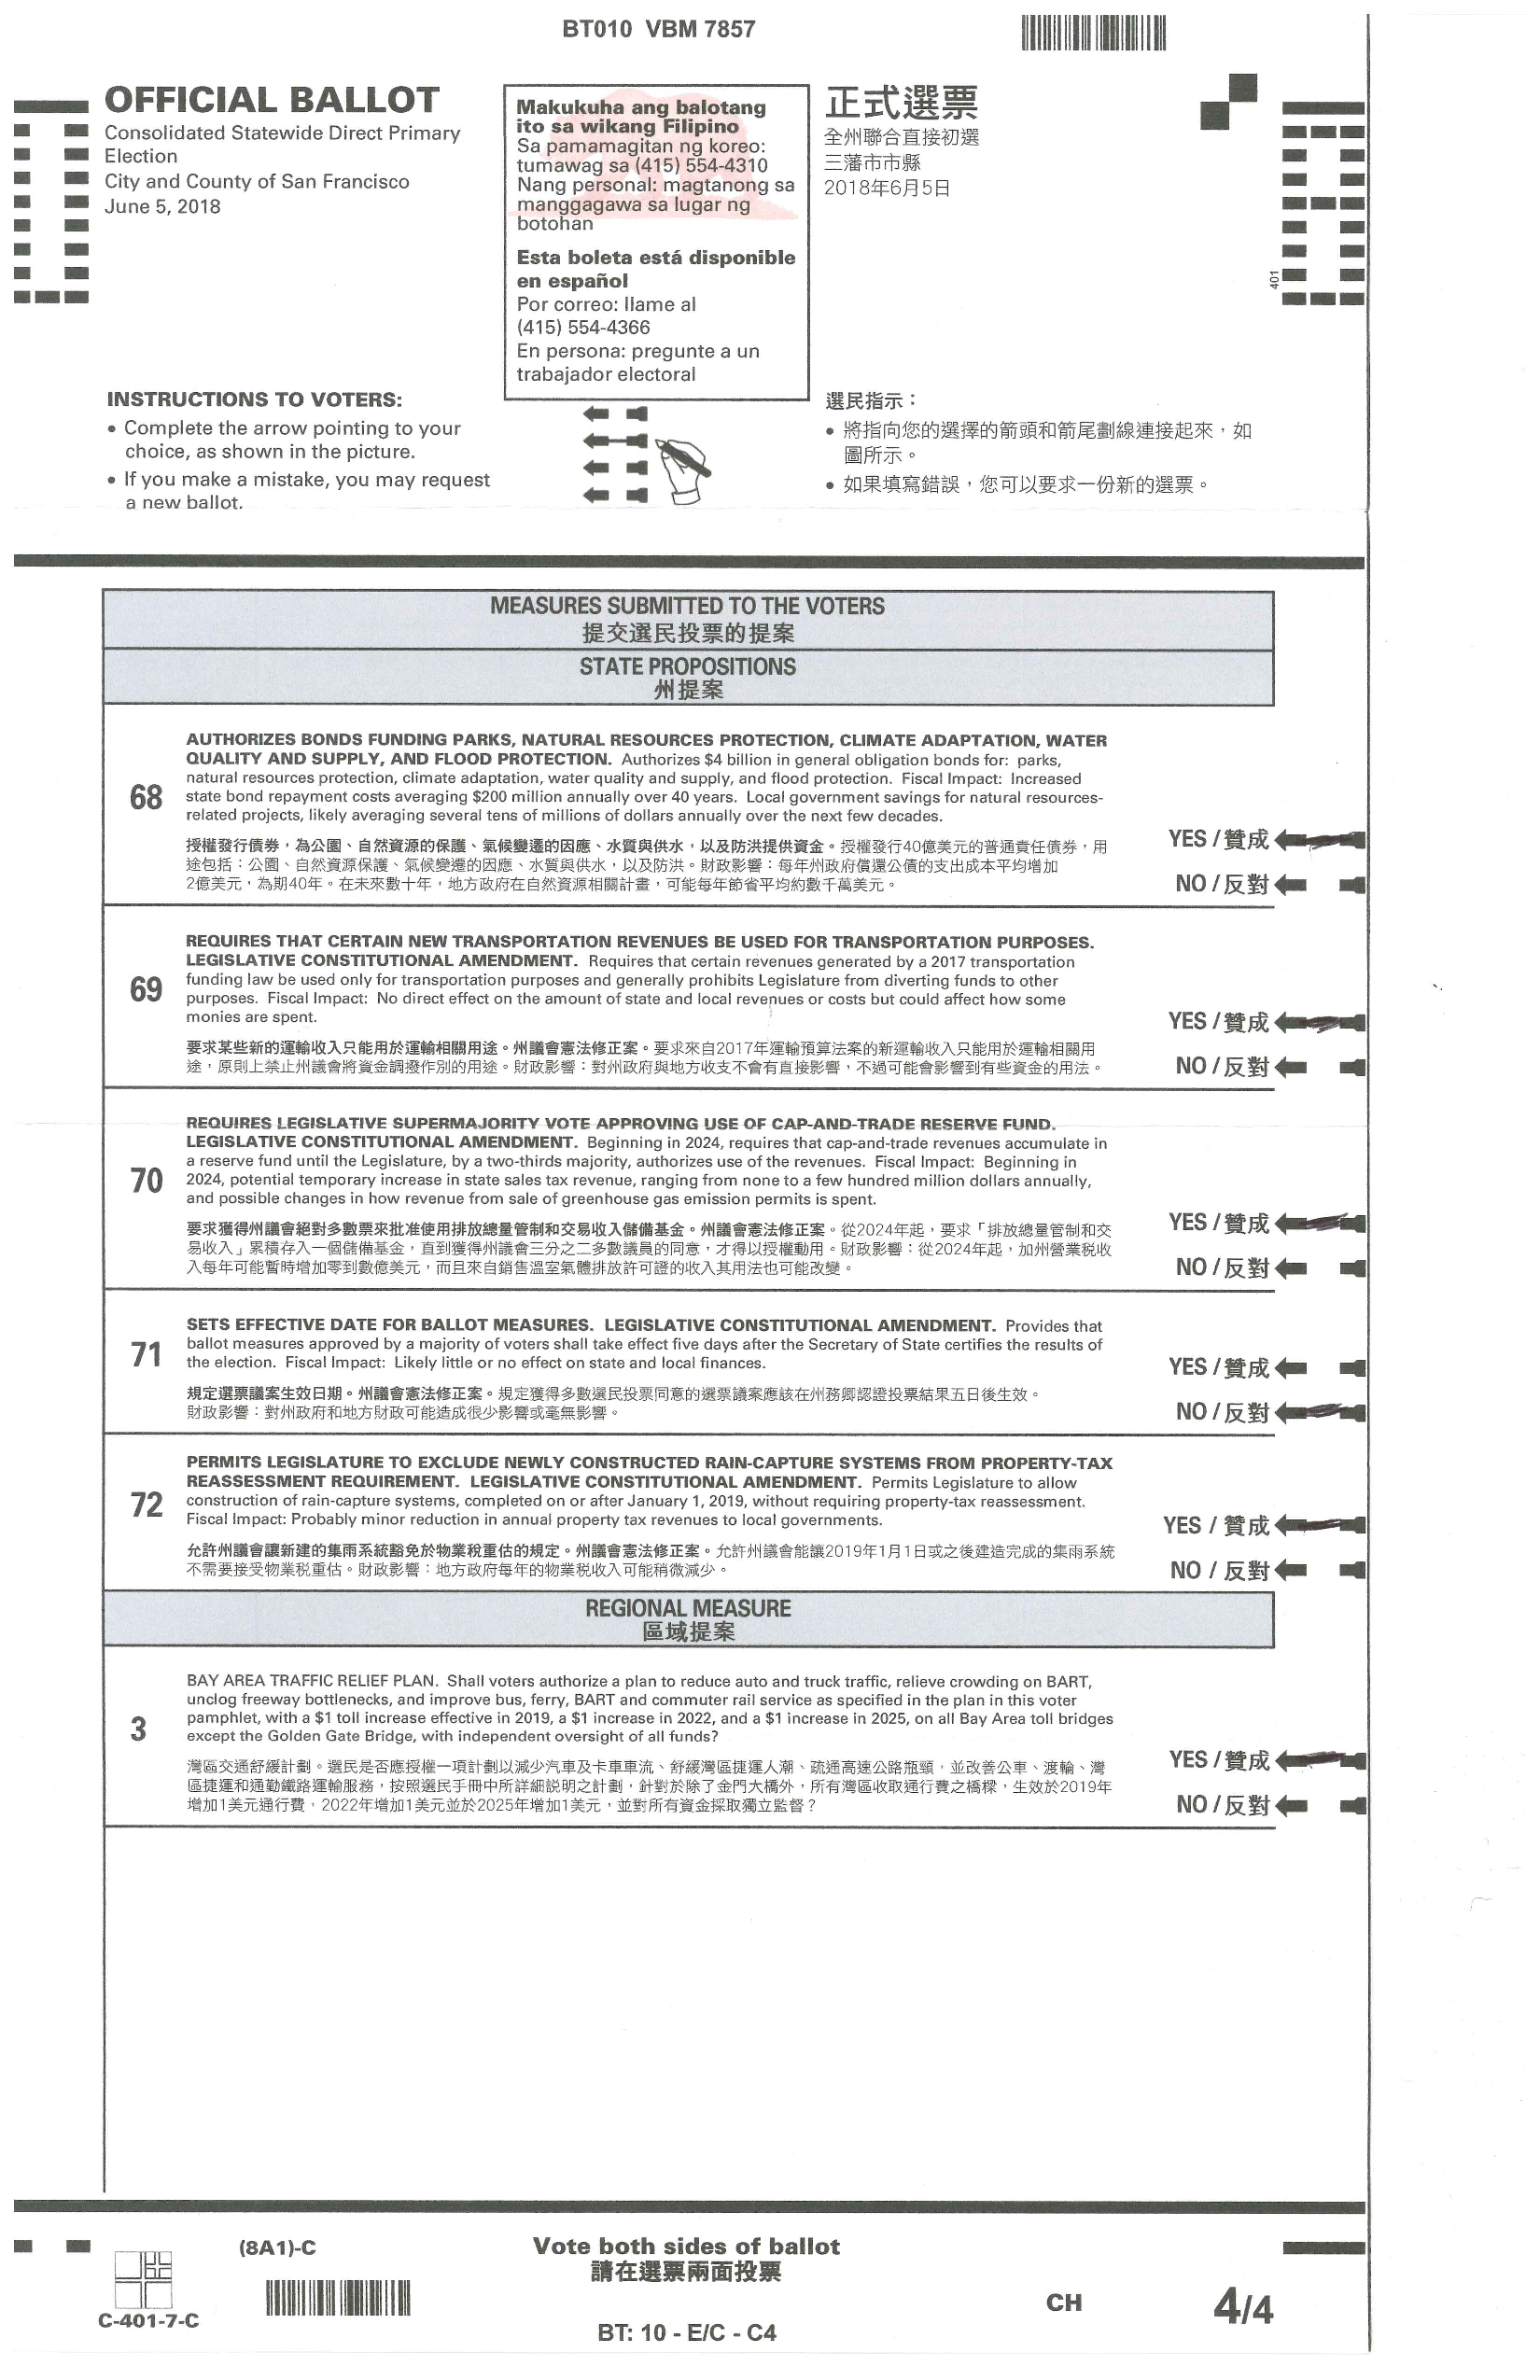 BT010 VBM 7857
OFFICIAL BALLOT
Consolidated Statewide Direct Primary
Election
City and County of San Francisco
June 5, 2018
Makukuha ang balotang
ito sa wikang Filipino
Sa pamamagitan ng koreo:
tumawag sa (415) 554-4310
Nang personal: magtanong sa
manggagawa sa lugar ng
botohan
Esta boleta está disponible
en español
Por correo: llame al
(415) 554-4366
En persona: pregunte a un
trabajador electoral
正式選票
全州聯合直接初選
三藩市市縣
2018年6月5日
401
INSTRUCTIONS TO VOTERS:
• Complete the arrow pointing to your
choice, as shown in the picture.
• If you make a mistake, you may request
a new ballot.
選民指示：
• 將指向您的選擇的箭頭和箭尾劃線連接起來，如
圖所示。
• 如果填寫錯誤，您可以要求一份新的選票。
MEASURES SUBMITTED TO THE VOTERS
提交選民投票的提案
STATE PROPOSITIONS
州提案
68
AUTHORIZES BONDS FUNDING PARKS, NATURAL RESOURCES PROTECTION, CLIMATE ADAPTATION, WATER
QUALITY AND SUPPLY, AND FLOOD PROTECTION. Authorizes $4 billion in general obligation bonds for: parks,
natural resources protection, climate adaptation, water quality and supply, and flood protection. Fiscal Impact: Increased
state bond repayment costs averaging $200 million annually over 40 years. Local government savings for natural resources-
related projects, likely averaging several tens of millions of dollars annually over the next few decades.
授權發行債券，為公園、自然資源的保護、氣候變遷的因應、水質與供水，以及防洪提供資金。授權發行40億美元的普通責任債券，用
途包括：公園、自然資源保護、氣候變遷的因應、水質與供水，以及防洪。財政影響：每年州政府償還公債的支出成本平均增加
2億美元，為期40年。在未來數十年，地方政府在自然資源相關計畫，可能每年節省平均約數千萬美元。
YES / 贊成
NO / 反對
69
REQUIRES THAT CERTAIN NEW TRANSPORTATION REVENUES BE USED FOR TRANSPORTATION PURPOSES.
LEGISLATIVE CONSTITUTIONAL AMENDMENT. Requires that certain revenues generated by a 2017 transportation
funding law be used only for transportation purposes and generally prohibits Legislature from diverting funds to other
purposes. Fiscal Impact: No direct effect on the amount of state and local revenues or costs but could affect how some
monies are spent.
要求某些新的運輸收入只能用於運輸相關用途。州議會憲法修正案。要求來自2017年運輸預算法案的新運輸收入只能用於運輸相關用
途，原則上禁止州議會將資金調撥作別的用途。財政影響：對州政府與地方收支不會有直接影響，不過可能會影響到有些資金的用法。
YES / 贊成
NO / 反對
70
REQUIRES LEGISLATIVE SUPERMAJORITY VOTE APPROVING USE OF CAP-AND-TRADE RESERVE FUND.
LEGISLATIVE CONSTITUTIONAL AMENDMENT. Beginning in 2024, requires that cap-and-trade revenues accumulate in
a reserve fund until the Legislature, by a two-thirds majority, authorizes use of the revenues. Fiscal Impact: Beginning in
2024, potential temporary increase in state sales tax revenue, ranging from none to a few hundred million dollars annually,
and possible changes in how revenue from sale of greenhouse gas emission permits is spent.
要求獲得州議會絕對多數票來批准使用排放總量管制和交易收入儲備基金。州議會憲法修正案。從2024年起，要求「排放總量管制和交
易收入」累積存入一個儲備基金，直到獲得州議會三分之二多數議員的同意，才得以授權動用。財政影響：從2024年起，加州營業稅收
入每年可能暫時增加零到數億美元，而且來自銷售溫室氣體排放許可證的收入其用法也可能改變。
YES / 贊成
NO / 反對
71
SETS EFFECTIVE DATE FOR BALLOT MEASURES. LEGISLATIVE CONSTITUTIONAL AMENDMENT. Provides that
ballot measures approved by a majority of voters shall take effect five days after the Secretary of State certifies the results of
the election. Fiscal Impact: Likely little or no effect on state and local finances.
規定選票議案生效日期。州議會憲法修正案。規定獲得多數選民投票同意的選票議案應該在州務卿認證投票結果五日後生效。
財政影響：對州政府和地方財政可能造成很少影響或毫無影響。
YES / 贊成
NO / 反對
72
PERMITS LEGISLATURE TO EXCLUDE NEWLY CONSTRUCTED RAIN-CAPTURE SYSTEMS FROM PROPERTY-TAX
REASSESSMENT REQUIREMENT. LEGISLATIVE CONSTITUTIONAL AMENDMENT. Permits Legislature to allow
construction of rain-capture systems, completed on or after January 1, 2019, without requiring property-tax reassessment.
Fiscal Impact: Probably minor reduction in annual property tax revenues to local governments.
允許州議會讓新建的集雨系統豁免於物業稅重估的規定。州議會憲法修正案。允許州議會能讓2019年1月1日或之後建造完成的集雨系統
不需要接受物業稅重估。財政影響：地方政府每年的物業稅收入可能稍微減少。
YES / 贊成
NO / 反對
REGIONAL MEASURE
區域提案
3
BAY AREA TRAFFIC RELIEF PLAN. Shall voters authorize a plan to reduce auto and truck traffic, relieve crowding on BART,
unclog freeway bottlenecks, and improve bus, ferry, BART and commuter rail service as specified in the plan in this voter
pamphlet, with a $1 toll increase effective in 2019, a $1 increase in 2022, and a $1 increase in 2025, on all Bay Area toll bridges
except the Golden Gate Bridge, with independent oversight of all funds?
灣區交通舒緩計劃。選民是否應授權一項計劃以減少汽車及卡車車流、舒緩灣區捷運人潮、疏通高速公路瓶頸，並改善公車、渡輪、灣
區捷運和通勤鐵路運輸服務，按照選民手冊中所詳細説明之計劃，針對於除了金門大橋外，所有灣區收取通行費之橋樑，生效於2019年
增加1美元通行費、2022年增加1美元並於2025年增加1美元，並對所有資金採取獨立監督？
YES / 贊成
NO / 反對
(8A1)-C
Vote both sides of ballot
請在選票兩面投票
C-401-7-C
CH
4/4
BT: 10 - E/C - C4